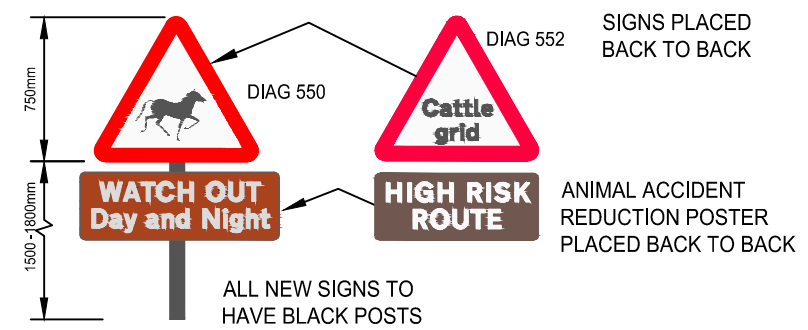 750mm
1500-1800mm
DIAG 550
WATCH OUT
Day and Night
ALL NEW SIGNS TO
HAVE BLACK POSTS
DIAG 552
Cattle
grid
HIGH RISK
ROUTE
SIGNS PLACED
BACK TO BACK
ANIMAL ACCIDENT
REDUCTION POSTER
PLACED BACK TO BACK